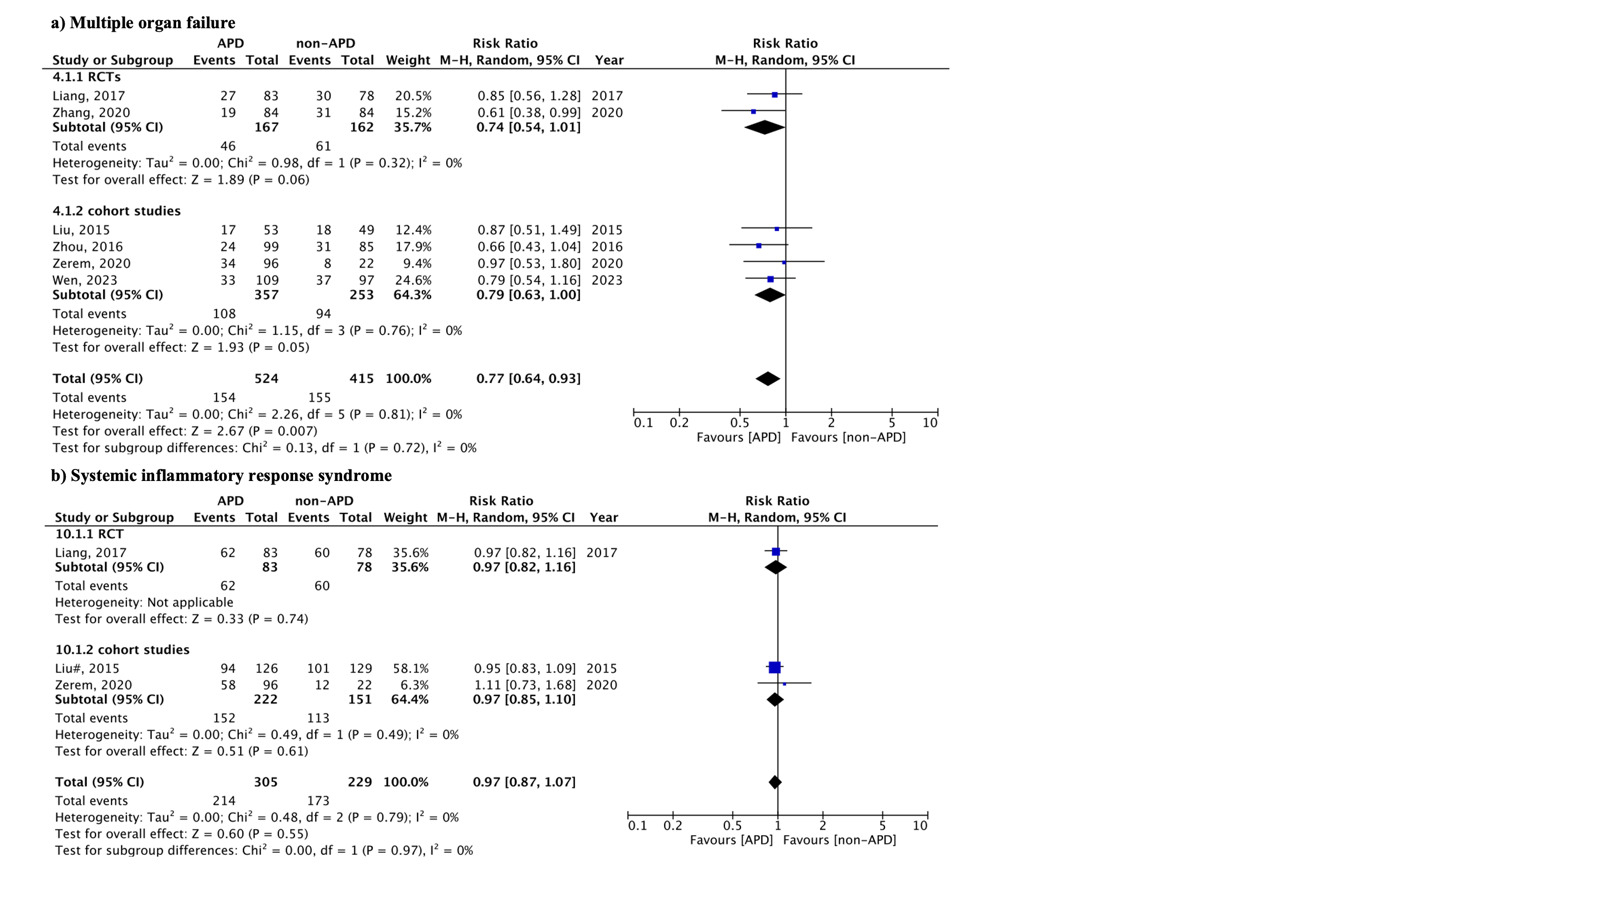 a) Multiple organ failure
APD non-APD Risk Ratio Risk Ratio
Study or Subgroup Events Total Events Total Weight M-H, Random, 95% CI Year M-H, Random, 95% CI
4.1.1 RCTs
Liang, 2017 27 83 30 78 20.5% 0.85 [0.56, 1.28] 2017
Zhang, 2020 19 84 31 84 15.2% 0.61 [0.38, 0.99] 2020
Subtotal (95% CI) 167 162 35.7% 0.74 [0.54, 1.01]
Total events 46 61
Heterogeneity: Tau² = 0.00; Chi² = 0.98, df = 1 (P = 0.32); I² = 0%
Test for overall effect: Z = 1.89 (P = 0.06)
4.1.2 cohort studies
Liu, 2015 17 53 18 49 12.4% 0.87 [0.51, 1.49] 2015
Zhou, 2016 24 99 31 85 17.9% 0.66 [0.43, 1.04] 2016
Zerem, 2020 34 96 8 22 9.4% 0.97 [0.53, 1.80] 2020
Wen, 2023 33 109 37 97 24.6% 0.79 [0.54, 1.16] 2023
Subtotal (95% CI) 357 253 64.3% 0.79 [0.63, 1.00]
Total events 108 94
Heterogeneity: Tau² = 0.00; Chi² = 1.15, df = 3 (P = 0.76); I² = 0%
Test for overall effect: Z = 1.93 (P = 0.05)
Total (95% CI) 524 415 100.0% 0.77 [0.64, 0.93]
Total events 154 155
Heterogeneity: Tau² = 0.00; Chi² = 2.26, df = 5 (P = 0.81); I² = 0%
Test for overall effect: Z = 2.67 (P = 0.007)
Test for subgroup differences: Chi² = 0.13, df = 1 (P = 0.72), I² = 0%
0.1 0.2 0.5 1 2 5 10
Favours [APD] Favours [non-APD]
b) Systemic inflammatory response syndrome
APD non-APD Risk Ratio Risk Ratio
Study or Subgroup Events Total Events Total Weight M-H, Random, 95% CI Year M-H, Random, 95% CI
10.1.1 RCT
Liang, 2017 62 83 60 78 35.6% 0.97 [0.82, 1.16] 2017
Subtotal (95% CI) 83 78 35.6% 0.97 [0.82, 1.16]
Total events 62 60
Heterogeneity: Not applicable
Test for overall effect: Z = 0.33 (P = 0.74)
10.1.2 cohort studies
Liu#, 2015 94 126 101 129 58.1% 0.95 [0.83, 1.09] 2015
Zerem, 2020 58 96 12 22 6.3% 1.11 [0.73, 1.68] 2020
Subtotal (95% CI) 222 151 64.4% 0.97 [0.85, 1.10]
Total events 152 113
Heterogeneity: Tau² = 0.00; Chi² = 0.49, df = 1 (P = 0.49); I² = 0%
Test for overall effect: Z = 0.51 (P = 0.61)
Total (95% CI) 305 229 100.0% 0.97 [0.87, 1.07]
Total events 214 173
Heterogeneity: Tau² = 0.00; Chi² = 0.48, df = 2 (P = 0.79); I² = 0%
Test for overall effect: Z = 0.60 (P = 0.55)
Test for subgroup differences: Chi² = 0.00, df = 1 (P = 0.97), I² = 0%
0.1 0.2 0.5 1 2 5 10
Favours [APD] Favours [non-APD]